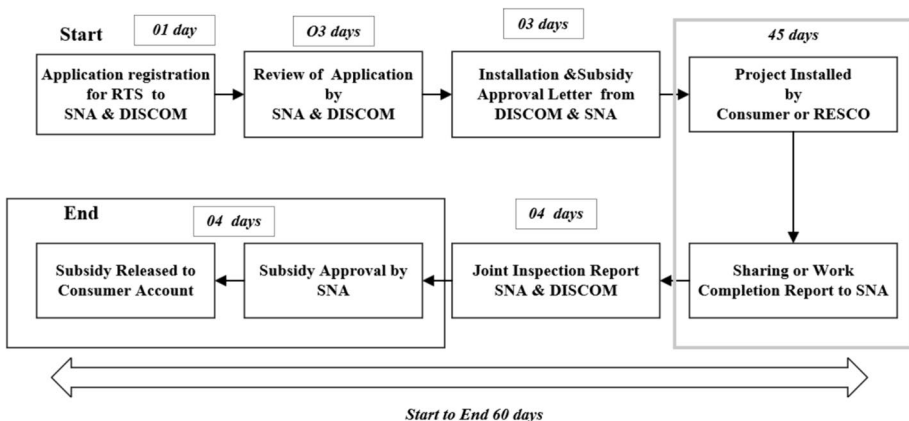 Start
01 day
O3 days
03 days
45 days
Application registration
for RTS to
SNA & DISCOM
Review of Application
by
SNA & DISCOM
Installation &Subsidy
Approval Letter from
DISCOM & SNA
Project Installed
by
Consumer or RESCO
End
04 days
04 days
Subsidy Released to
Consumer Account
Subsidy Approval by
SNA
Joint Inspection Report
SNA & DISCOM
Sharing or Work
Completion Report to SNA
Start to End 60 days